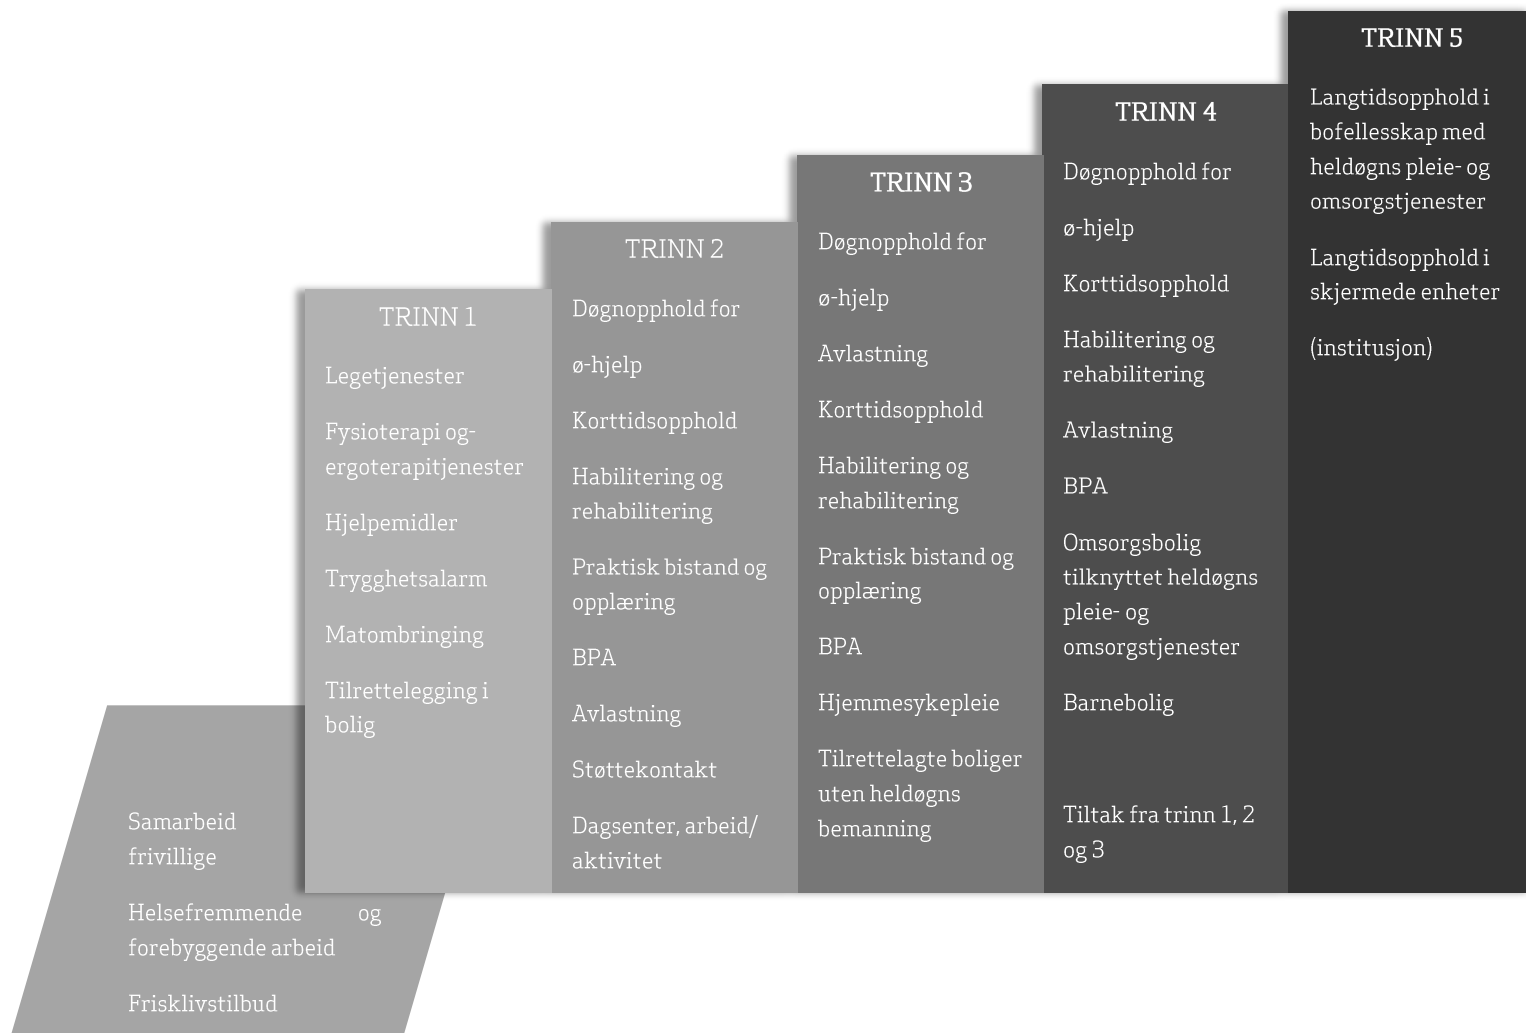 TRINN 1
Legetjenester
Fysioterapi og-
ergoterapitjenester
Hjelpemidler
Trygghetsalarm
Matombringing
Tilrettelegging i
bolig
TRINN 2
Døgnopphold for
ø-hjelp
Korttidsopphold
Habilitering og
rehabilitering
Praktisk bistand og
opplæring
BPA
Avlastning
Støttekontakt
Dagsenter, arbeid/
aktivitet
TRINN 3
Døgnopphold for
ø-hjelp
Avlastning
Korttidsopphold
Habilitering og
rehabilitering
Praktisk bistand og
opplæring
BPA
Hjemmesykepleie
Tilrettelagte boliger
uten heldøgns
bemanning
TRINN 4
Døgnopphold for
ø-hjelp
Korttidsopphold
Habilitering og
rehabilitering
Avlastning
BPA
Omsorgsbolig
tilknyttet heldøgns
pleie- og
omsorgstjenester
Barnebolig
Tiltak fra trinn 1, 2
og 3
TRINN 5
Langtidsopphold i
bofellesskap med
heldøgns pleie- og
omsorgstjenester
Langtidsopphold i
skjermede enheter
(institusjon)
Samarbeid
frivillige
Helsefremmende og
forebyggende arbeid
Frisklivstilbud